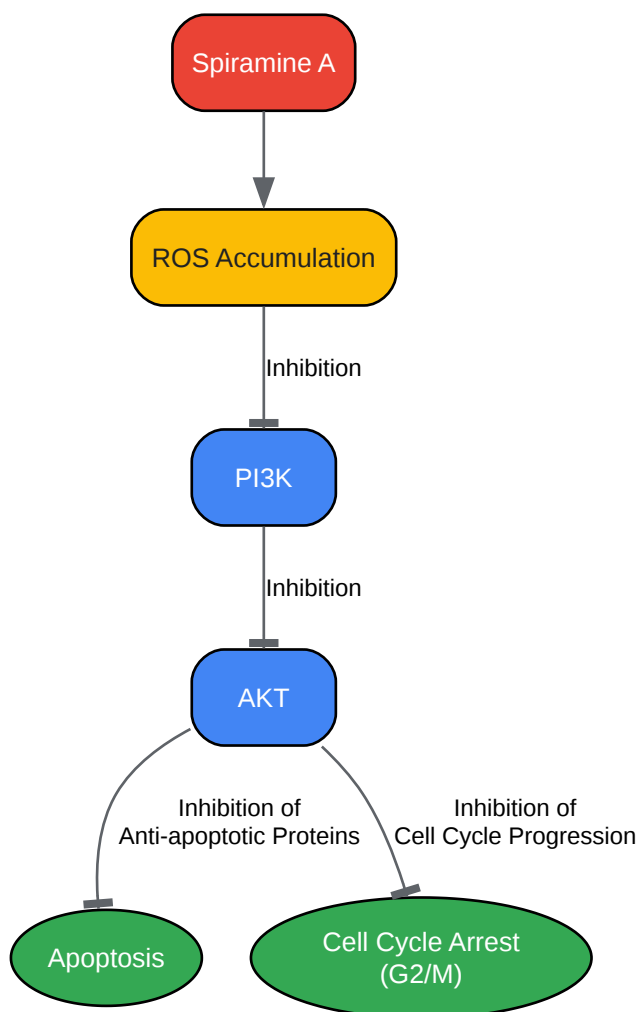 Spiramine A
ROS Accumulation
Inhibition
PI3K
Inhibition
AKT
Inhibition of
Anti-apoptotic Proteins
Inhibition of
Cell Cycle Progression
Apoptosis
Cell Cycle Arrest
(G2/M)